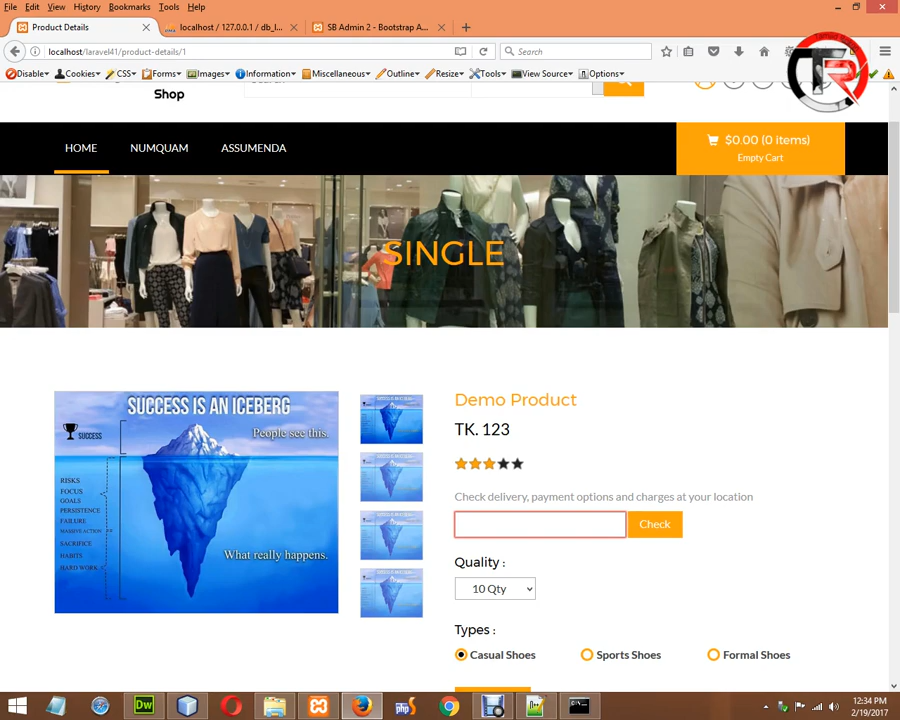 File Edit View History Bookmarks Tools Help
Product Details
localhost / 127.0.0.1 / db_l...
SB Admin 2 - Bootstrap A...
localhost/laravel41/product-details/1
Search
Disable Cookies CSS Forms Images Information Miscellaneous Outline Resize Tools View Source Options
Shop
HOME NUMQUAM ASSUMENDA
$0.00 (0 items)
Empty Cart
SINGLE
SUCCESS IS AN ICEBERG
SUCCESS
People see this.
RISKS
FOCUS
GOALS
PERSISTENCE
FAILURE
MASSIVE ACTION
SACRIFICE
HABITS
HARD WORK
What really happens.
Demo Product
TK. 123
Check delivery, payment options and charges at your location
Check
Quality :
10 Qty
Types :
Casual Shoes Sports Shoes Formal Shoes
Dw
php
12:34 PM
2/19/2017